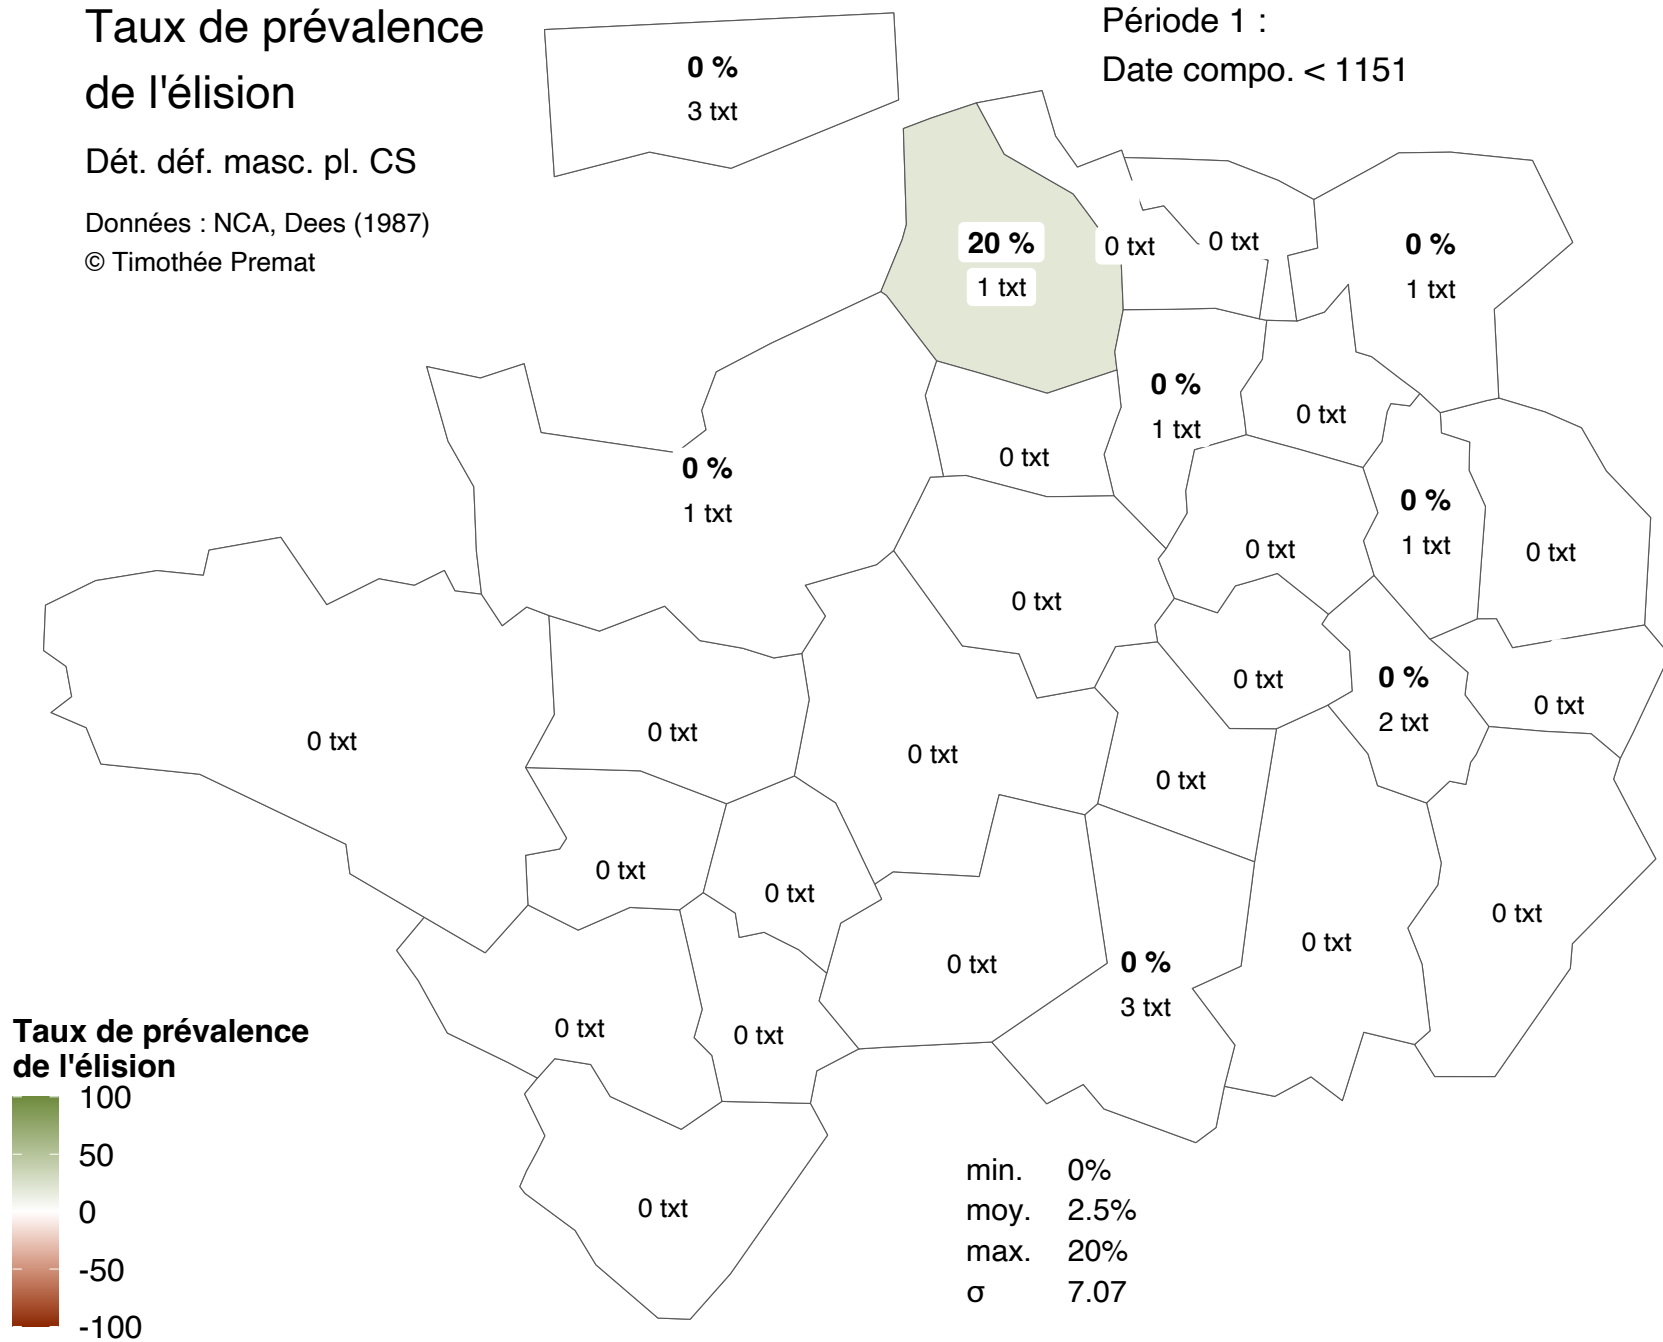 Taux de prévalence
de l'élision
Dét. déf. masc. pl. CS
Données : NCA, Dees (1987)
© Timothée Premat
Période 1 :
Date compo. < 1151
0 %
3 txt
20 %
1 txt
0 txt
0 txt
0 %
1 txt
0 %
1 txt
0 txt
0 txt
0 %
1 txt
0 %
1 txt
0 txt
0 txt
0 txt
0 txt
0 %
2 txt
0 txt
0 txt
0 txt
0 txt
0 txt
0 txt
0 txt
0 txt
0 txt
0 txt
0 %
3 txt
0 txt
0 txt
0 txt
0 txt
Taux de prévalence
de l'élision
100
50
0
-50
-100
min. 0%
moy. 2.5%
max. 20%
σ 7.07